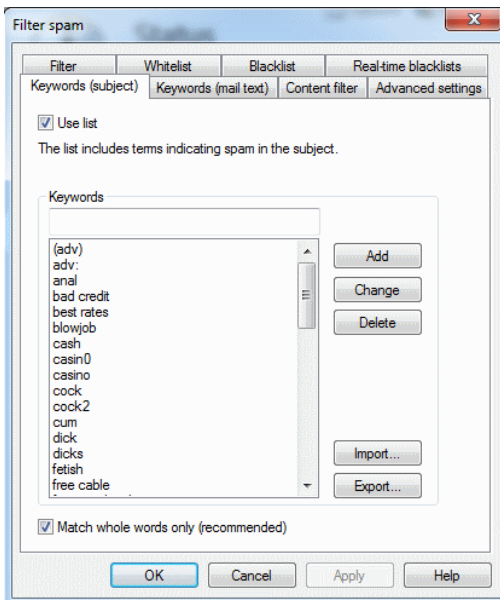 Filter spam
Filter Whitelist Blacklist Real-time blacklists
Keywords (subject) Keywords (mail text) Content filter Advanced settings
Use list
The list includes terms indicating spam in the subject.
Keywords
(adv)
adv:
anal
bad credit
best rates
blowjob
cash
casin0
casino
cock
cock2
cum
dick
dicks
fetish
free cable
Add
Change
Delete
Import...
Export...
Match whole words only (recommended)
OK Cancel Apply Help